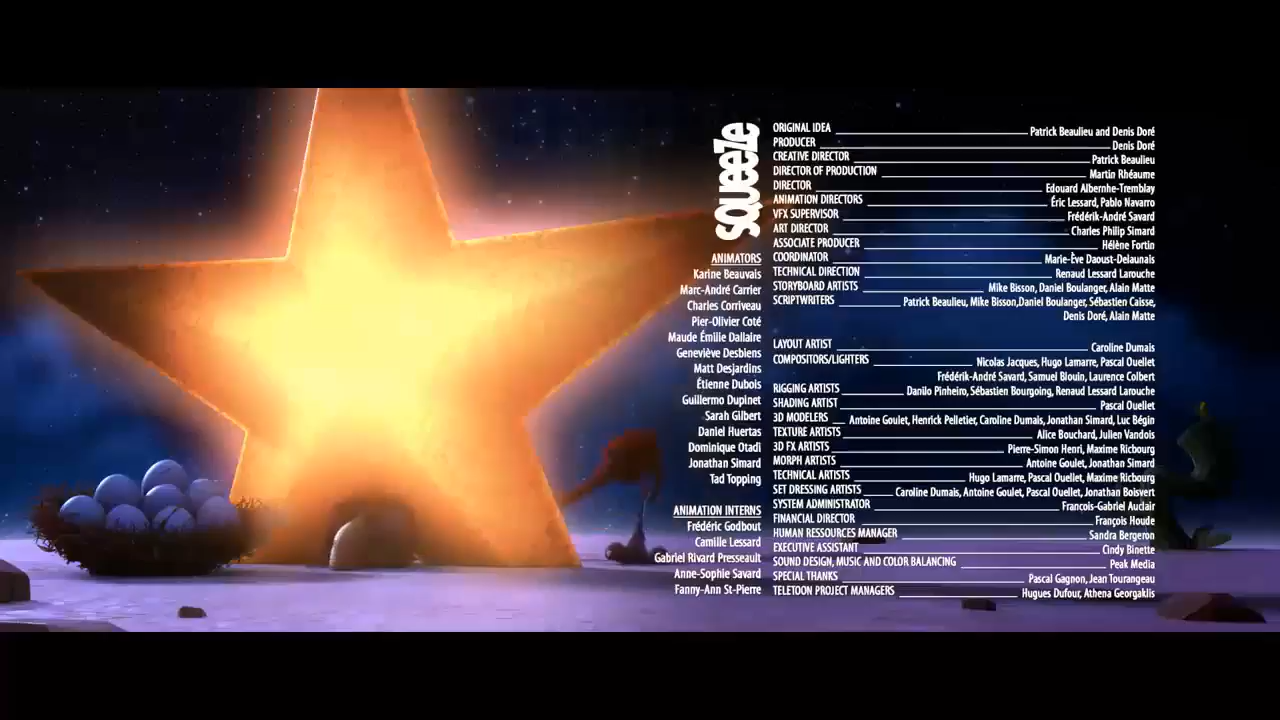 squeeze
ORIGINAL IDEA Patrick Beaulieu and Denis Doré
PRODUCER Denis Doré
CREATIVE DIRECTOR Patrick Beaulieu
DIRECTOR OF PRODUCTION Martin Rhéaume
DIRECTOR Edouard Albernhe-Tremblay
ANIMATION DIRECTORS Éric Lessard, Pablo Navarro
VFX SUPERVISOR Frédérik-André Savard
ART DIRECTOR Charles Philip Simard
ASSOCIATE PRODUCER Hélène Fortin
COORDINATOR Marie-Ève Daoust-Delaunais
TECHNICAL DIRECTION Renaud Lessard Larouche
STORYBOARD ARTISTS Mike Bisson, Daniel Boulanger, Alain Matte
SCRIPTWRITERS Patrick Beaulieu, Mike Bisson,Daniel Boulanger, Sébastien Caisse,
Denis Doré, Alain Matte
LAYOUT ARTIST Caroline Dumais
COMPOSITORS/LIGHTERS Nicolas Jacques, Hugo Lamarre, Pascal Ouellet
Frédérik-André Savard, Samuel Blouin, Laurence Colbert
RIGGING ARTISTS Danilo Pinheiro, Sébastien Bourgoing, Renaud Lessard Larouche
SHADING ARTIST Pascal Ouellet
3D MODELERS Antoine Goulet, Henrick Pelletier, Caroline Dumais, Jonathan Simard, Luc Bégin
TEXTURE ARTISTS Alice Bouchard, Julien Vandois
3D FX ARTISTS Pierre-Simon Henri, Maxime Ricbourg
MORPH ARTISTS Antoine Goulet, Jonathan Simard
TECHNICAL ARTISTS Hugo Lamarre, Pascal Ouellet, Maxime Ricbourg
SET DRESSING ARTISTS Caroline Dumais, Antoine Goulet, Pascal Ouellet, Jonathan Boisvert
SYSTEM ADMINISTRATOR Francois-Gabriel Auclair
FINANCIAL DIRECTOR François Houde
HUMAN RESSOURCES MANAGER Sandra Bergeron
EXECUTIVE ASSISTANT Cindy Binette
SOUND DESIGN, MUSIC AND COLOR BALANCING Peak Media
SPECIAL THANKS Pascal Gagnon, Jean Tourangeau
TELETOON PROJECT MANAGERS Hugues Dufour, Athena Georgaklis
ANIMATORS
Karine Beauvais
Marc-André Carrier
Charles Corriveau
Pier-Olivier Coté
Maude Émilie Dallaire
Geneviève Desbiens
Matt Desjardins
Étienne Dubois
Guillermo Dupinet
Sarah Gilbert
Daniel Huertas
Dominique Otadi
Jonathan Simard
Tad Topping
ANIMATION INTERNS
Frédéric Godbout
Camille Lessard
Gabriel Rivard Presseault
Anne-Sophie Savard
Fanny-Ann St-Pierre